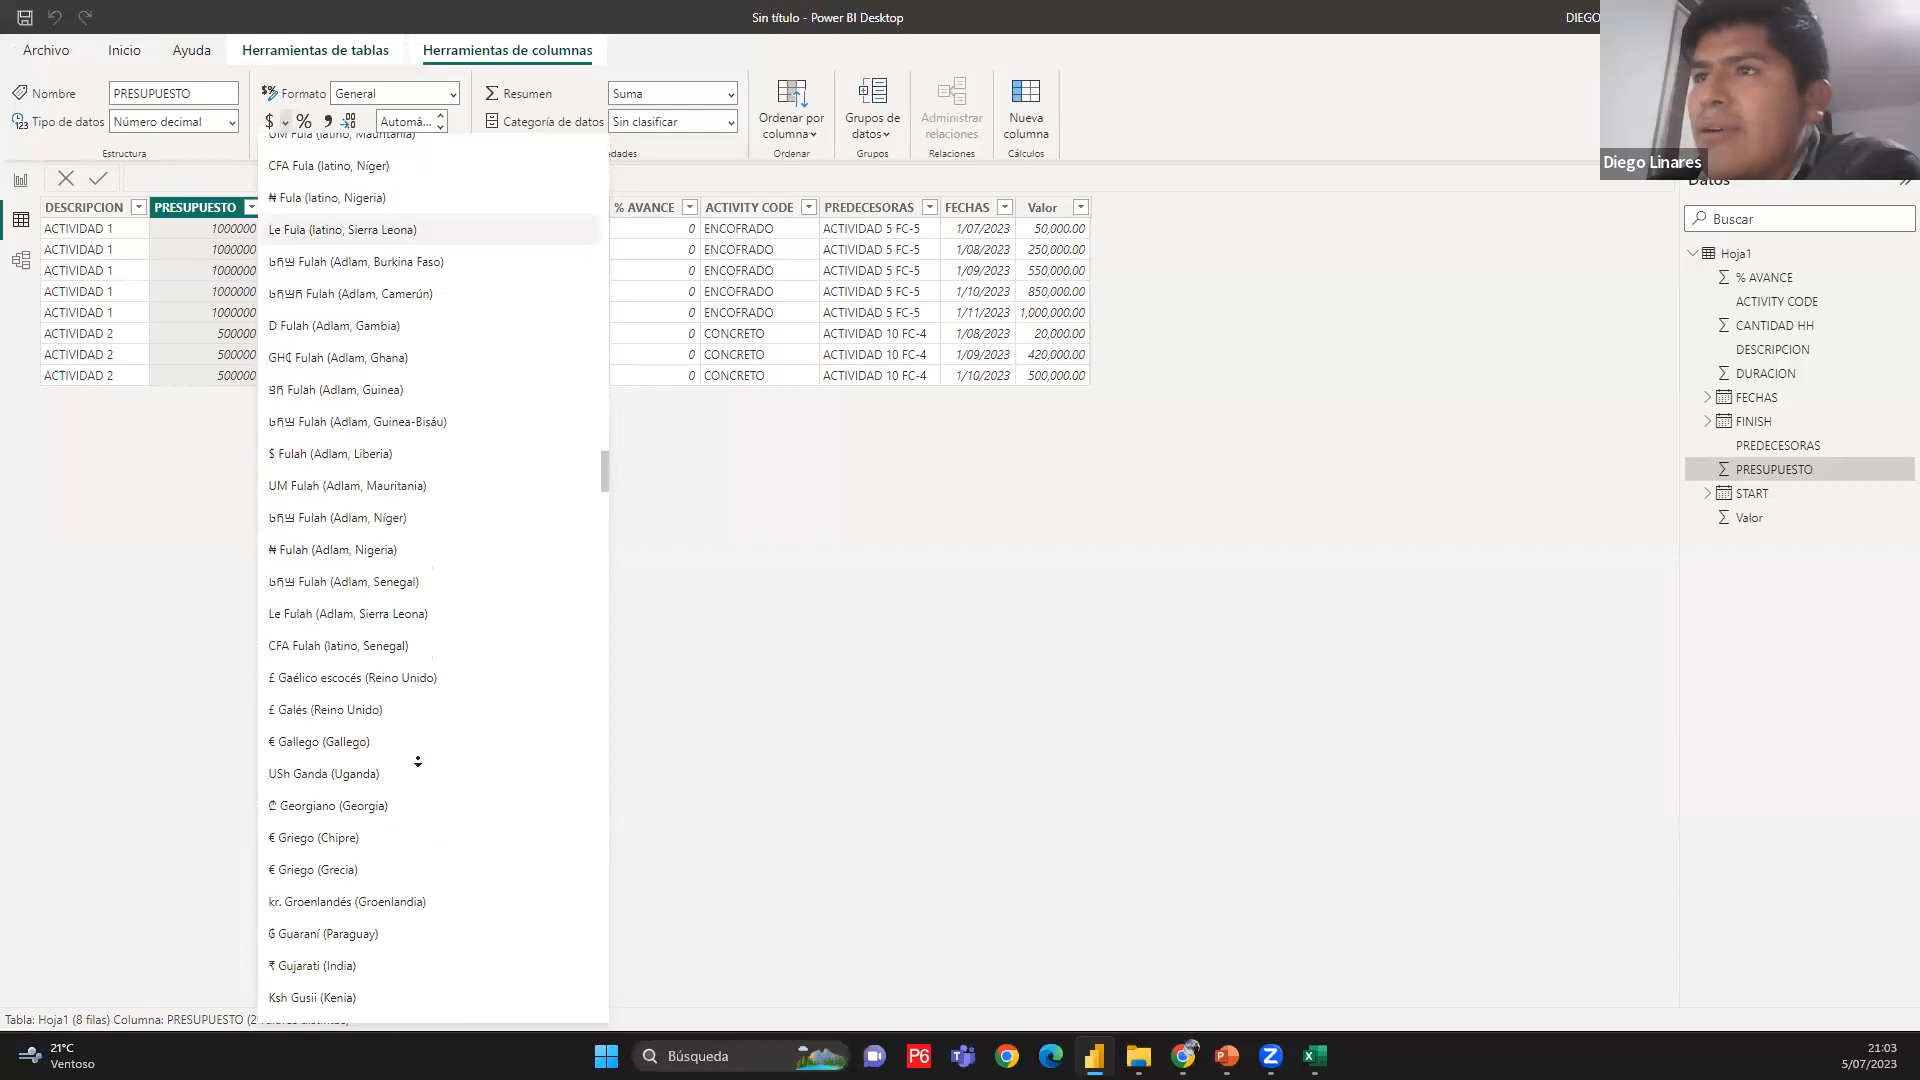 Sin título - Power BI Desktop
DIEGO
Archivo
Inicio
Ayuda
Herramientas de tablas
Herramientas de columnas
Nombre
PRESUPUESTO
Tipo de datos
Número decimal
Estructura
$% Formato
General
$ % 9
Automá...
Resumen
Suma
Categoría de datos
Sin clasificar
edades
Ordenar por
columna
Ordenar
Grupos de
datos
Grupos
Administrar
relaciones
Relaciones
Nueva
columna
Cálculos
Diego Linares
Datos
DESCRIPCION PRESUPUESTO % AVANCE ACTIVITY CODE PREDECESORAS FECHAS Valor
ACTIVIDAD 1 1000000 0 ENCOFRADO ACTIVIDAD 5 FC-5 1/07/2023 50,000.00
ACTIVIDAD 1 1000000 0 ENCOFRADO ACTIVIDAD 5 FC-5 1/08/2023 250,000.00
ACTIVIDAD 1 1000000 0 ENCOFRADO ACTIVIDAD 5 FC-5 1/09/2023 550,000.00
ACTIVIDAD 1 1000000 0 ENCOFRADO ACTIVIDAD 5 FC-5 1/10/2023 850,000.00
ACTIVIDAD 1 1000000 0 ENCOFRADO ACTIVIDAD 5 FC-5 1/11/2023 1,000,000.00
ACTIVIDAD 2 500000 0 CONCRETO ACTIVIDAD 10 FC-4 1/08/2023 20,000.00
ACTIVIDAD 2 500000 0 CONCRETO ACTIVIDAD 10 FC-4 1/09/2023 420,000.00
ACTIVIDAD 2 500000 0 CONCRETO ACTIVIDAD 10 FC-4 1/10/2023 500,000.00
UM Fula (latino, Mauritania)
CFA Fula (latino, Níger)
₦ Fula (latino, Nigeria)
Le Fula (latino, Sierra Leona)
Fulah (Adlam, Burkina Faso)
Fulah (Adlam, Camerún)
D Fulah (Adlam, Gambia)
GH₵ Fulah (Adlam, Ghana)
Fulah (Adlam, Guinea)
Fulah (Adlam, Guinea-Bisáu)
$ Fulah (Adlam, Liberia)
UM Fulah (Adlam, Mauritania)
Fulah (Adlam, Níger)
₦ Fulah (Adlam, Nigeria)
Fulah (Adlam, Senegal)
Le Fulah (Adlam, Sierra Leona)
CFA Fulah (latino, Senegal)
£ Gaélico escocés (Reino Unido)
£ Galés (Reino Unido)
€ Gallego (Gallego)
USh Ganda (Uganda)
₾ Georgiano (Georgia)
€ Griego (Chipre)
€ Griego (Grecia)
kr. Groenlandés (Groenlandia)
₲ Guaraní (Paraguay)
₹ Gujarati (India)
Ksh Gusii (Kenia)
Buscar
Hoja1
% AVANCE
ACTIVITY CODE
CANTIDAD HH
DESCRIPCION
DURACION
FECHAS
FINISH
PREDECESORAS
PRESUPUESTO
START
Valor
Tabla: Hoja1 (8 filas) Columna: PRESUPUESTO (2 valores distintos)
21°C
Ventoso
Búsqueda
P6
21:03
5/07/2023